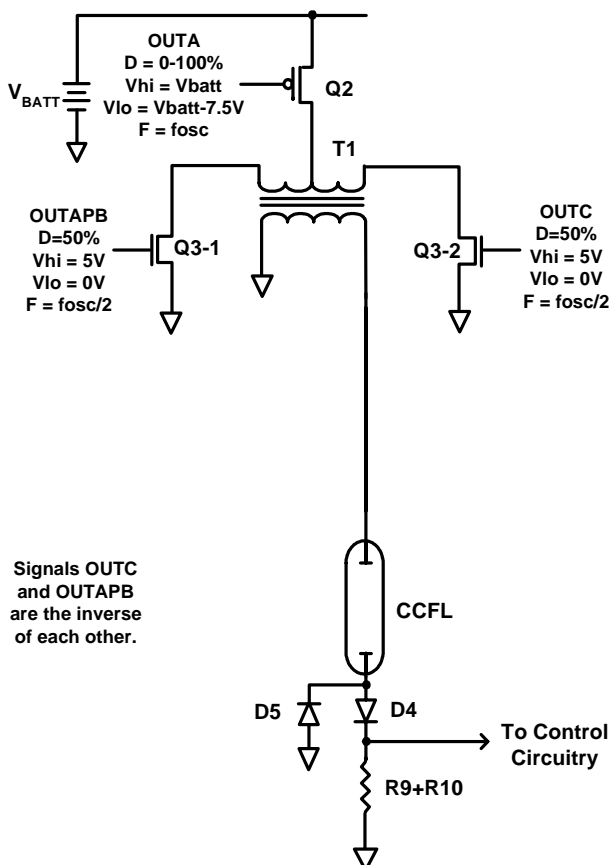 OUTA
D = 0-100%
Vhi = Vbatt
Vlo = Vbatt-7.5V
F = fosc
VBATT
Q2
T1
OUTAPB
D=50%
Vhi = 5V
Vlo = 0V
F = fosc/2
Q3-1
Q3-2
OUTC
D=50%
Vhi = 5V
Vlo = 0V
F = fosc/2
Signals OUTC
and OUTAPB
are the inverse
of each other.
CCFL
D5
D4
To Control
Circuitry
R9+R10